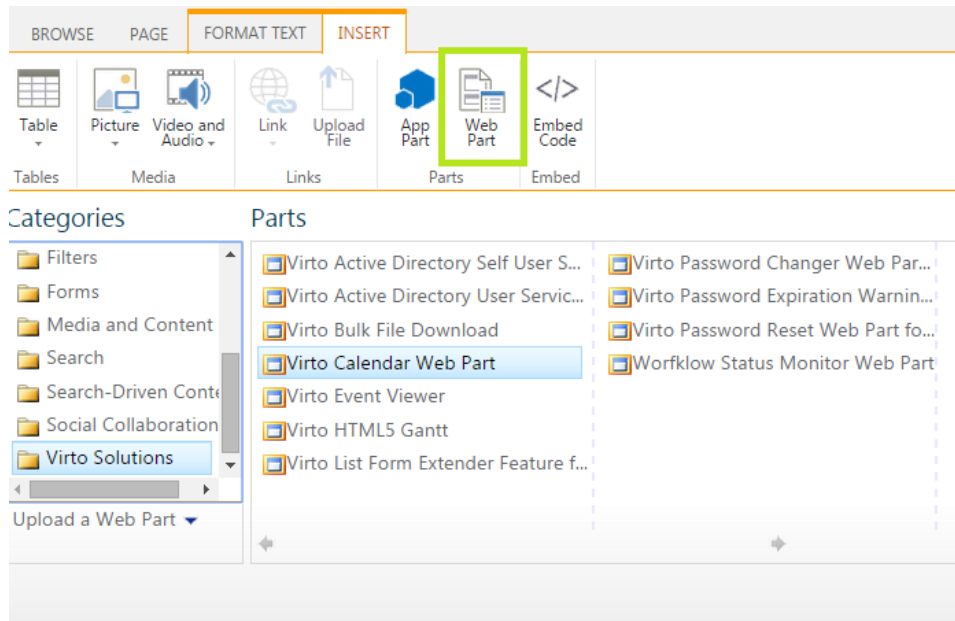 BROWSE PAGE FORMAT TEXT INSERT
Table Picture Video and Audio Link Upload File App Part Web Part Embed Code
Tables Media Links Parts Embed
Categories
Filters
Forms
Media and Content
Search
Search-Driven Conte
Social Collaboration
Virto Solutions
Upload a Web Part
Parts
Virto Active Directory Self User S...
Virto Active Directory User Servic...
Virto Bulk File Download
Virto Calendar Web Part
Virto Event Viewer
Virto HTML5 Gantt
Virto List Form Extender Feature f...
Virto Password Changer Web Par...
Virto Password Expiration Warnin...
Virto Password Reset Web Part fo...
Worfklow Status Monitor Web Part